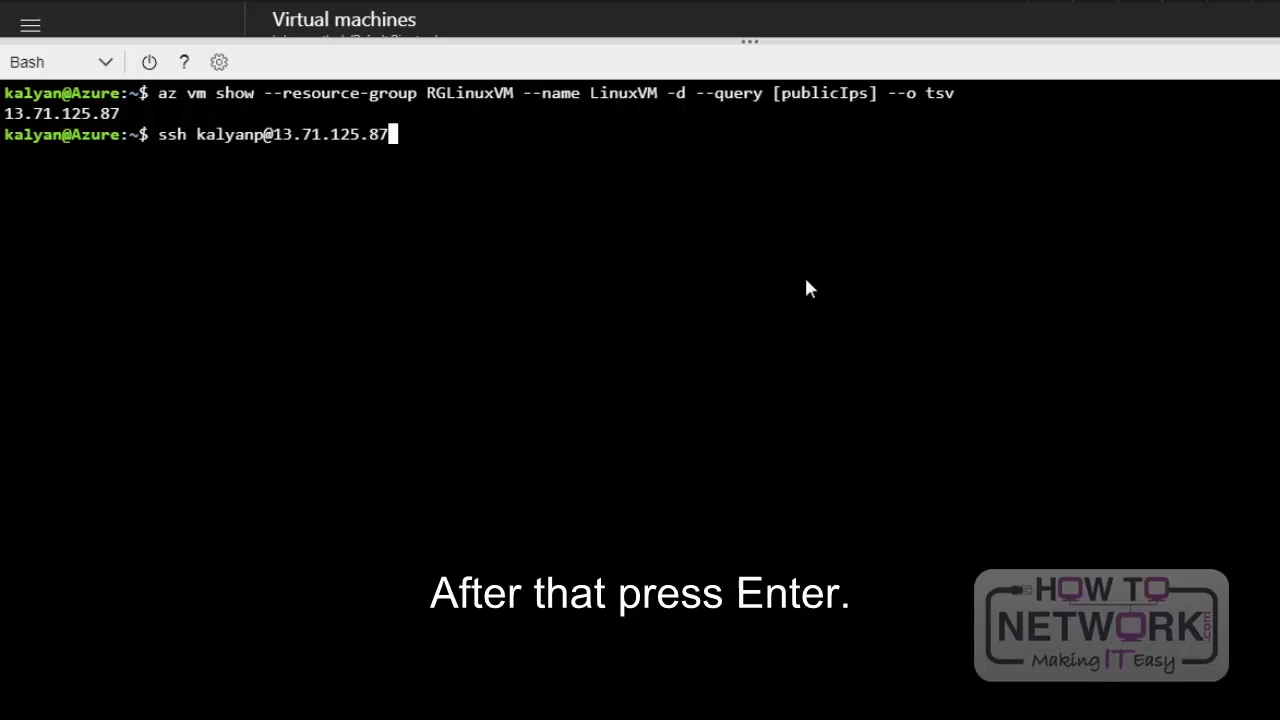 Virtual machines
Bash
?
kalyan@Azure:~$ az vm show --resource-group RGLinuxVM --name LinuxVM -d --query [publicIps] --o tsv
13.71.125.87
kalyan@Azure:~$ ssh kalyanp@13.71.125.87
After that press Enter.
HOW TO
NETWORK.com
Making IT Easy